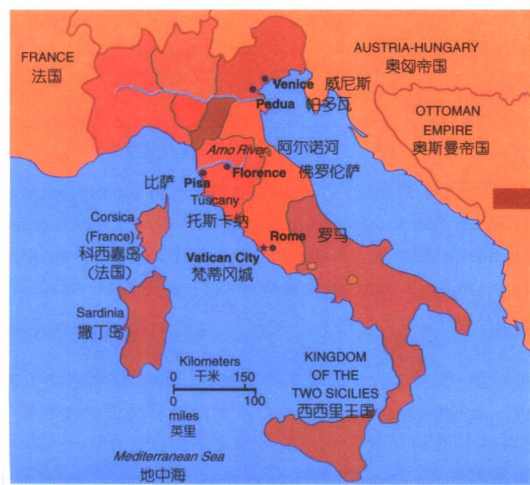 FRANCE
法国
AUSTRIA-HUNGARY
奥匈帝国
Venice 威尼斯
Padua 帕多瓦
OTTOMAN
EMPIRE
奥斯曼帝国
Arno River 阿尔诺河
Florence 佛罗伦萨
比萨 Pisa
Tuscany
托斯卡纳
Corsica
(France)
科西嘉岛
(法国)
Rome 罗马
Vatican City
梵蒂冈城
Sardinia
撒丁岛
Kilometers
0 千米 150
0 100
miles
英里
KINGDOM
OF THE
TWO SICILIES
西西里王国
Mediterranean Sea
地中海